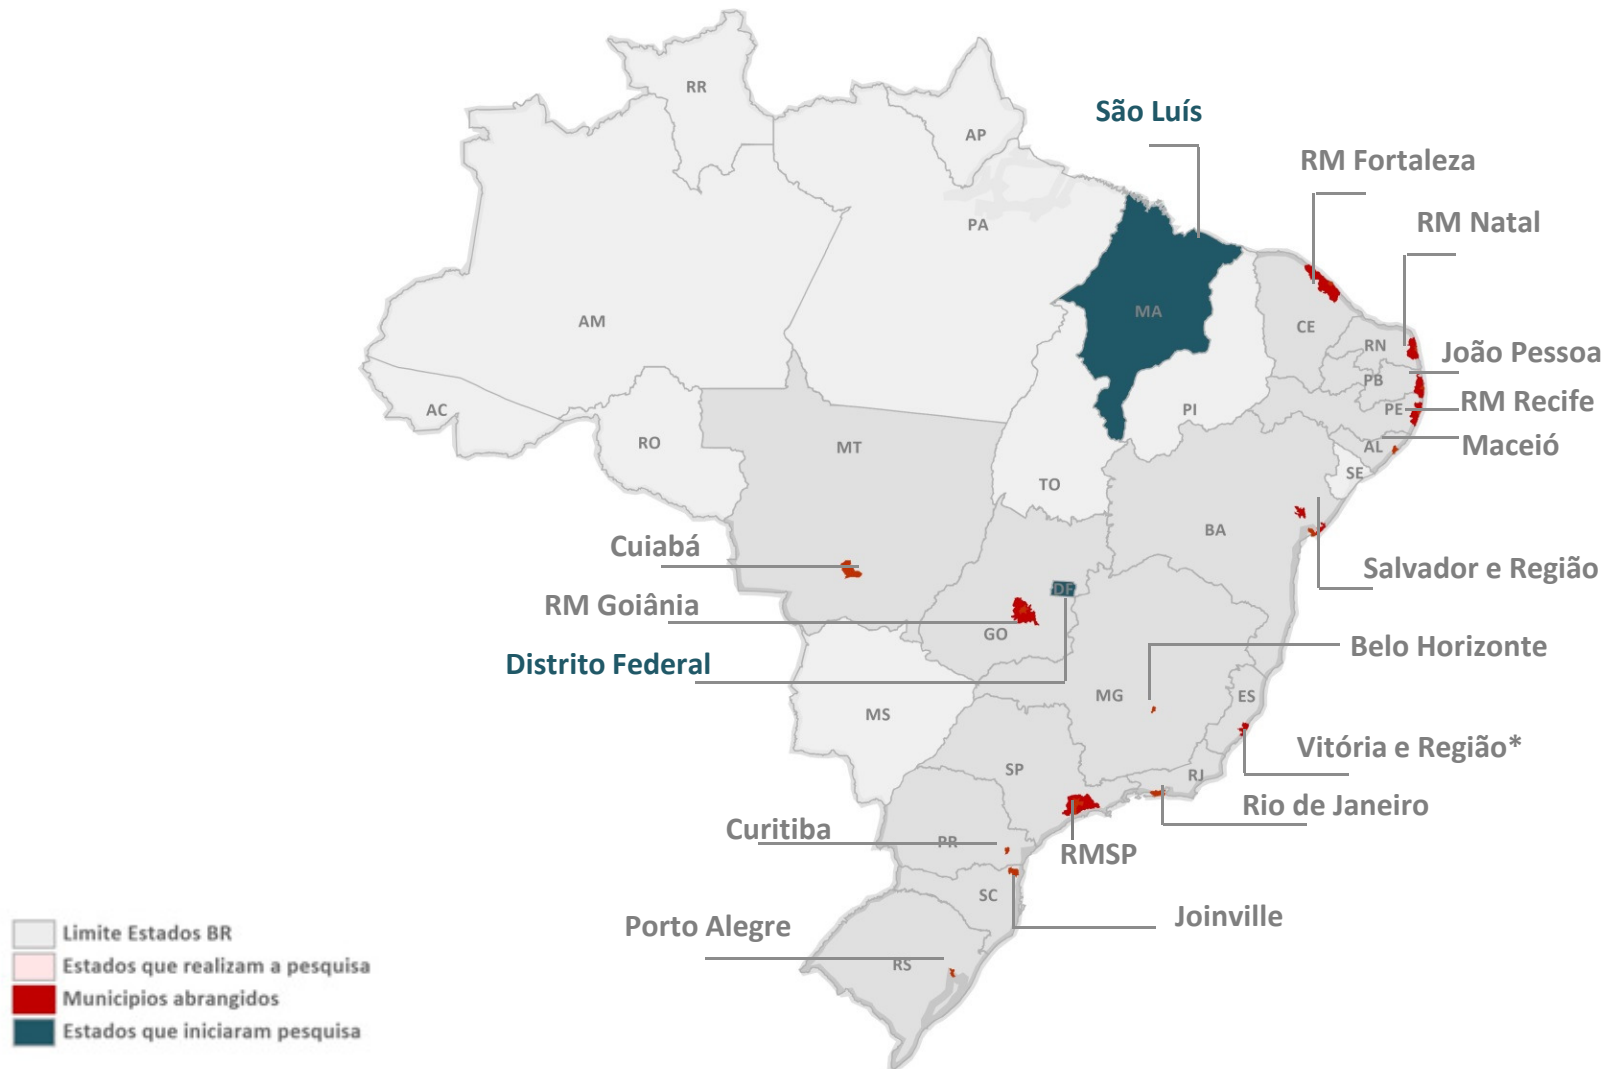 RR
AP
São Luís
RM Fortaleza
PA
RM Natal
AM
MA
CE
RN
João Pessoa
PB
AC
PI
PE
RM Recife
RO
MT
AL
Maceió
SE
TO
BA
Cuiabá
Salvador e Região
DF
RM Goiânia
GO
Distrito Federal
Belo Horizonte
MG
ES
MS
Vitória e Região*
SP
RJ
Rio de Janeiro
Curitiba
PR
RMSP
SC
Joinville
Porto Alegre
RS
Limite Estados BR
Estados que realizam a pesquisa
Municipios abrangidos
Estados que iniciaram pesquisa